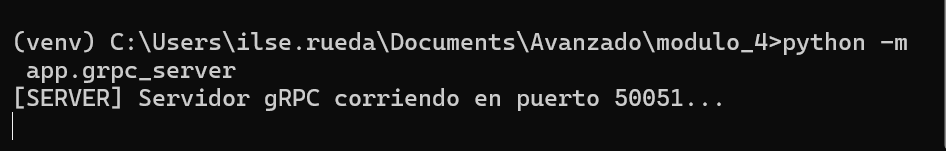 (venv) C:\Users\ilse.rueda\Documents\Avanzado\modulo_4>python -m
app.grpc_server
[SERVER] Servidor gRPC corriendo en puerto 50051...